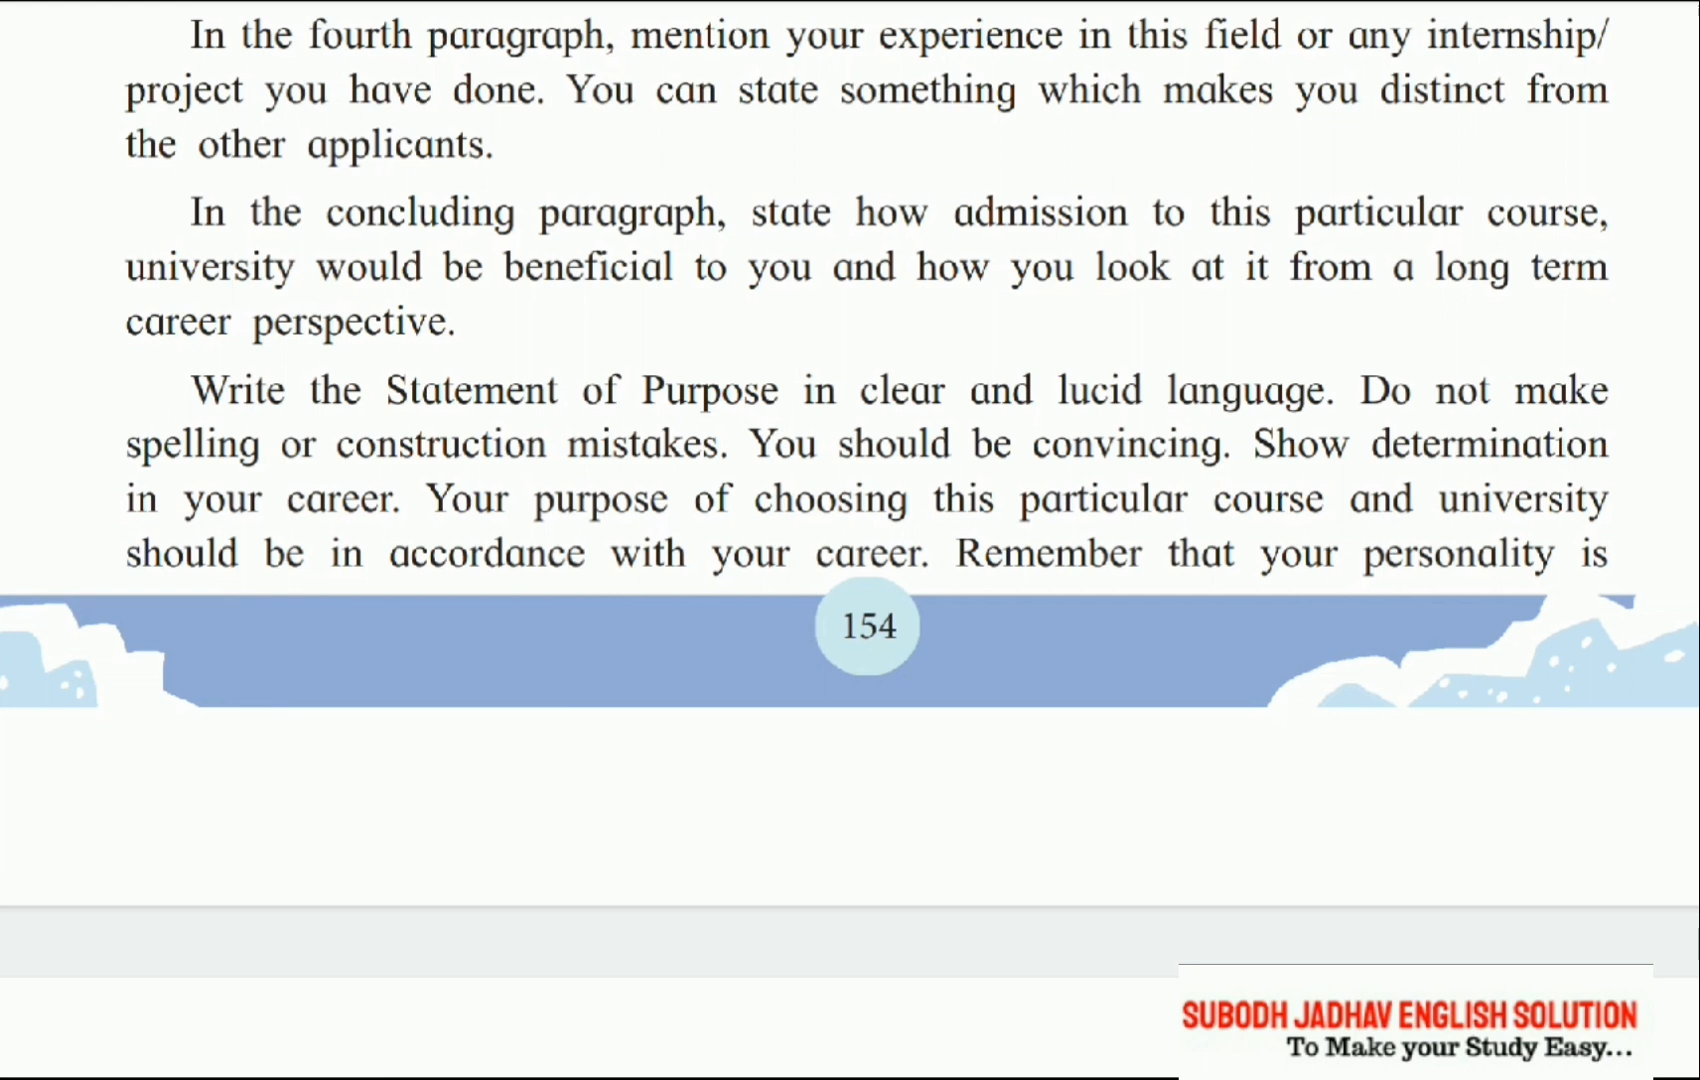 In the fourth paragraph, mention your experience in this field or any internship/
project you have done. You can state something which makes you distinct from
the other applicants.
In the concluding paragraph, state how admission to this particular course,
university would be beneficial to you and how you look at it from a long term
career perspective.
Write the Statement of Purpose in clear and lucid language. Do not make
spelling or construction mistakes. You should be convincing. Show determination
in your career. Your purpose of choosing this particular course and university
should be in accordance with your career. Remember that your personality is
154
SUBODH JADHAV ENGLISH SOLUTION
To Make your Study Easy...